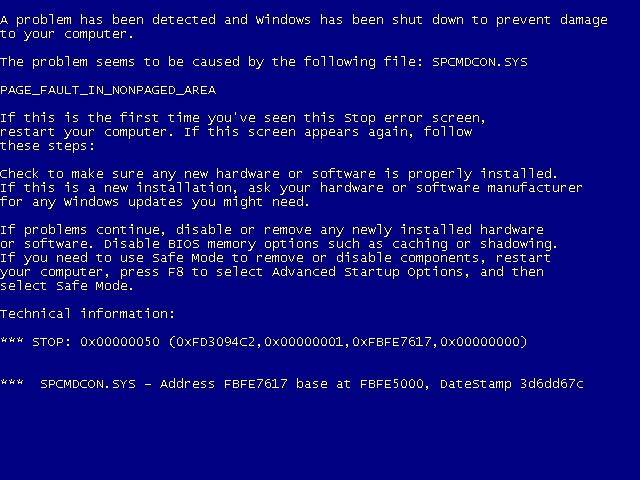 A problem has been detected and Windows has been shut down to prevent damage
to your computer.
The problem seems to be caused by the following file: SPCMDCON.SYS
PAGE_FAULT_IN_NONPAGED_AREA
If this is the first time you've seen this Stop error screen,
restart your computer. If this screen appears again, follow
these steps:
Check to make sure any new hardware or software is properly installed.
If this is a new installation, ask your hardware or software manufacturer
for any Windows updates you might need.
If problems continue, disable or remove any newly installed hardware
or software. Disable BIOS memory options such as caching or shadowing.
If you need to use Safe Mode to remove or disable components, restart
your computer, press F8 to select Advanced Startup Options, and then
select Safe Mode.
Technical information:
*** STOP: 0x00000050 (0xFD3094C2,0x00000001,0xFBFE7617,0x00000000)
***  SPCMDCON.SYS - Address FBFE7617 base at FBFE5000, DateStamp 3d6dd67c